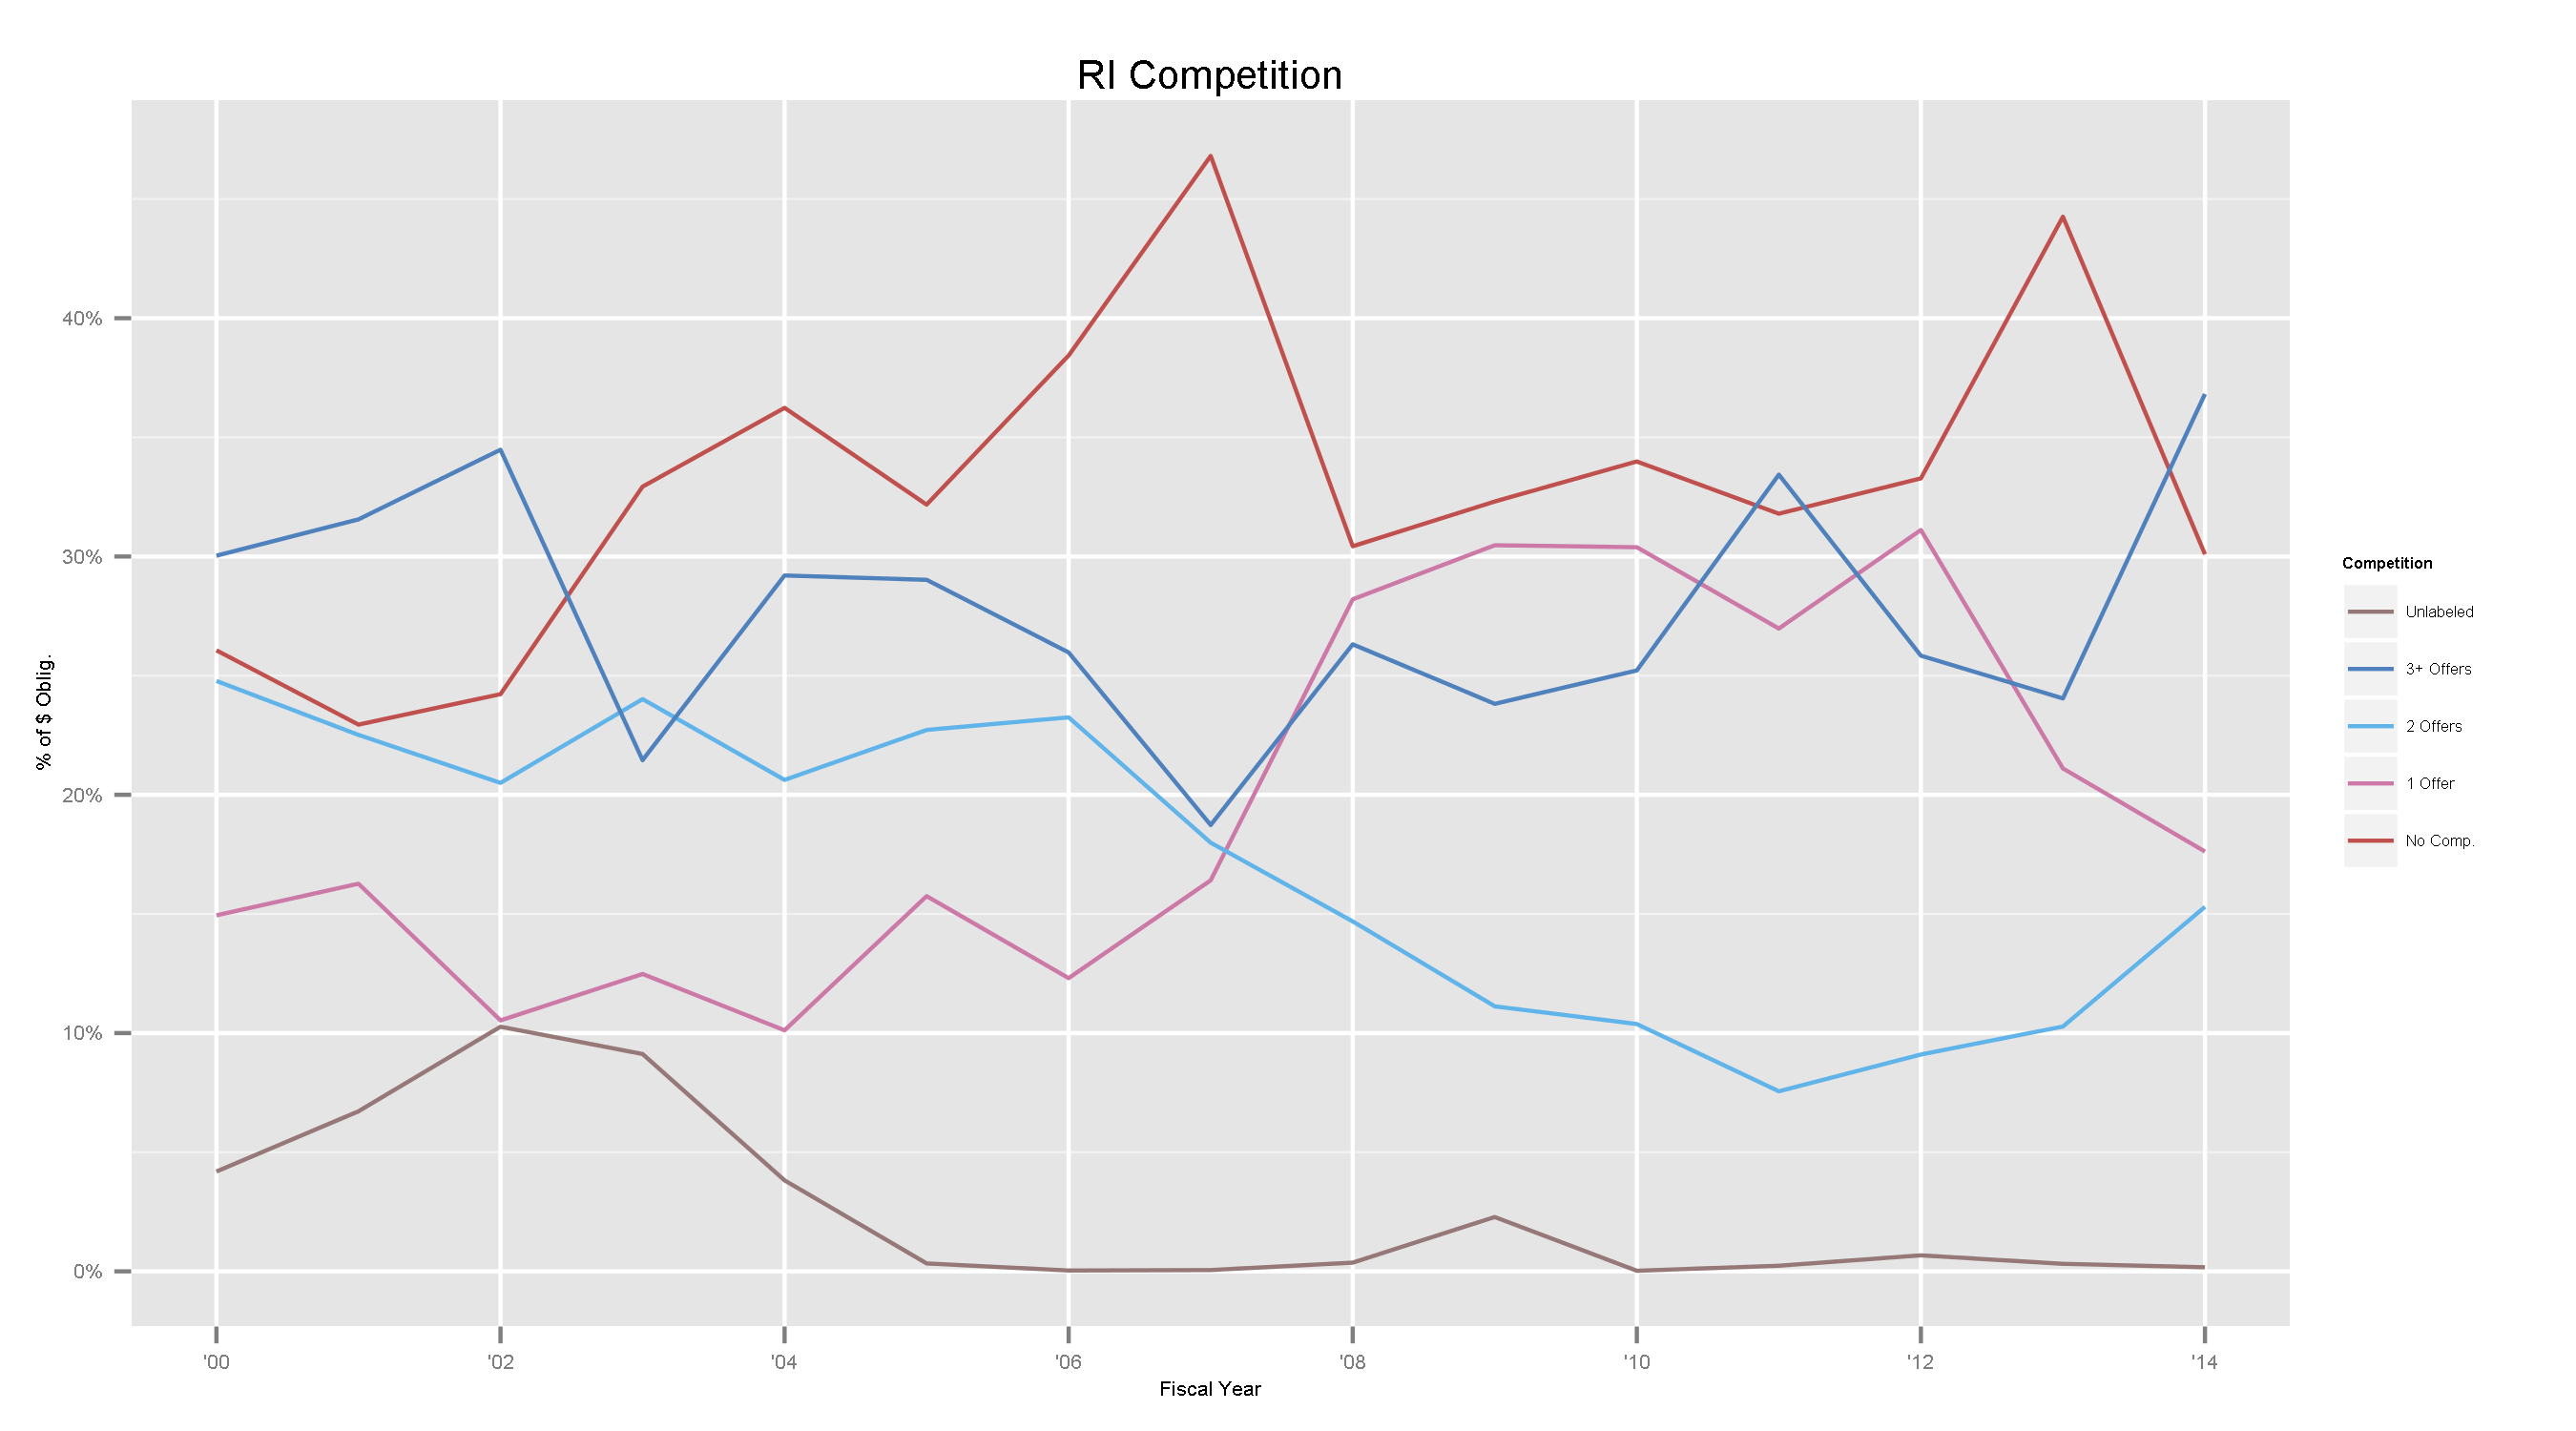 RI Competition
40%
30%
20%
10%
0%
% of $ Oblig.
'00
'02
'04
'06
'08
'10
'12
'14
Fiscal Year
Competition
Unlabeled
3+ Offers
2 Offers
1 Offer
No Comp.